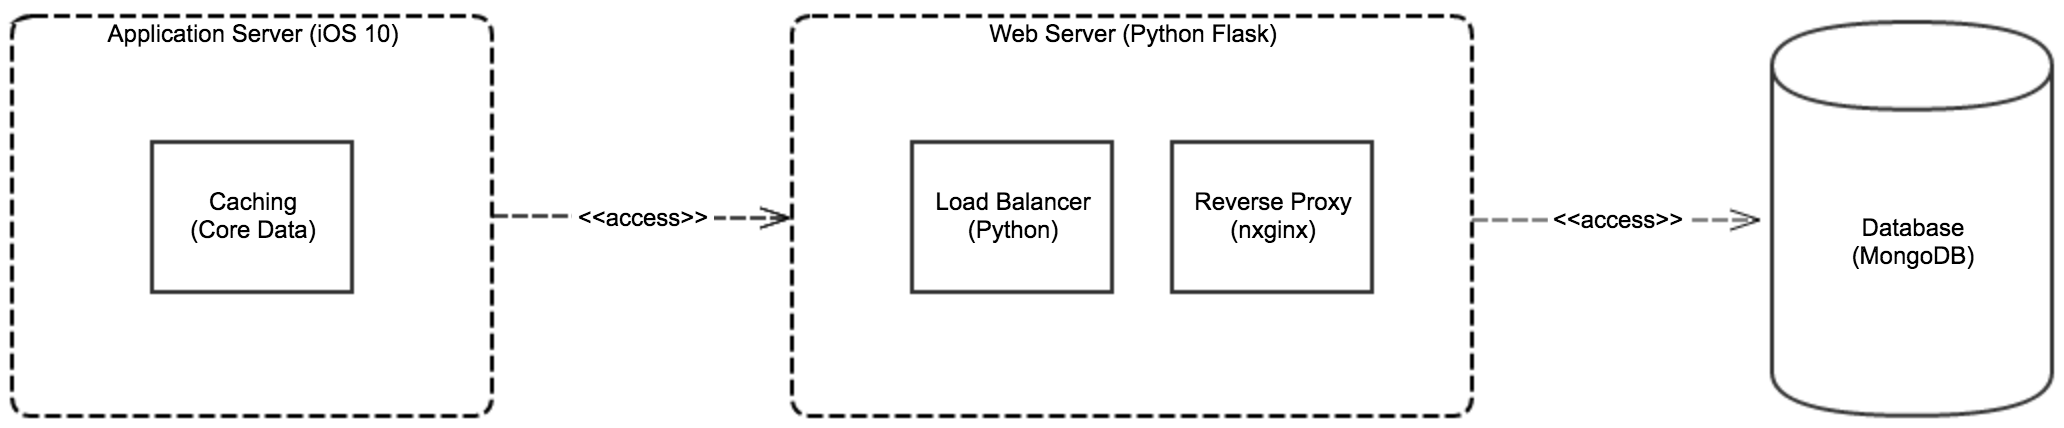 Application Server (iOS 10)
Caching
(Core Data)
<<access>>
Web Server (Python Flask)
Load Balancer
(Python)
Reverse Proxy
(nxginx)
<<access>>
Database
(MongoDB)